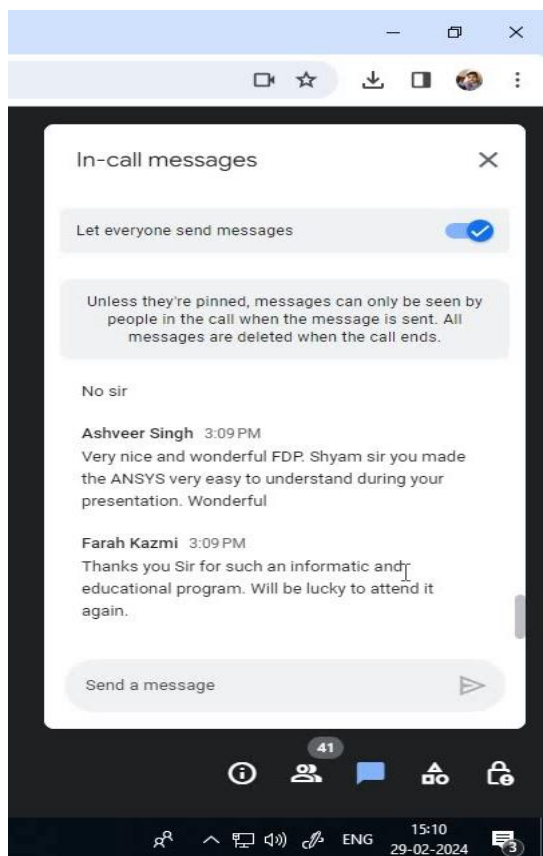 In-call messages
Let everyone send messages
Unless they're pinned, messages can only be seen by
people in the call when the message is sent. All
messages are deleted when the call ends.
No sir
Ashveer Singh 3:09 PM
Very nice and wonderful FDP. Shyam sir you made
the ANSYS very easy to understand during your
presentation. Wonderful
Farah Kazmi 3:09 PM
Thanks you Sir for such an informatic and
educational program. Will be lucky to attend it
again.
Send a message
41
ENG
15:10
29-02-2024
3